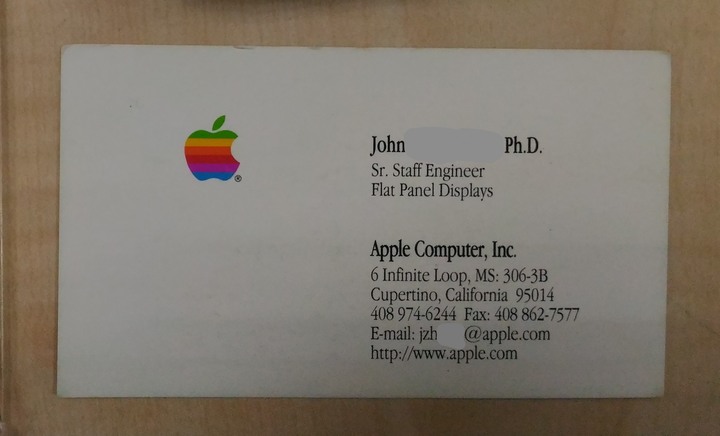 ®
John Ph.D.
Sr. Staff Engineer
Flat Panel Displays
Apple Computer, Inc.
6 Infinite Loop, MS: 306-3B
Cupertino, California 95014
408 974-6244 Fax: 408 862-7577
E-mail: jzh @apple.com
http://www.apple.com